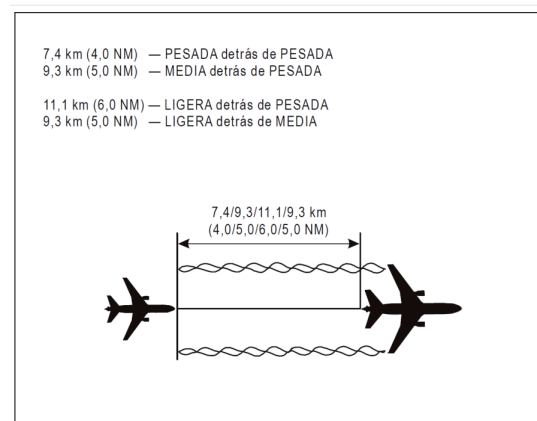 7,4 km (4,0 NM) — PESADA detrás de PESADA
9,3 km (5,0 NM) — MEDIA detrás de PESADA
11,1 km (6,0 NM) — LIGERA detrás de PESADA
9,3 km (5,0 NM) — LIGERA detrás de MEDIA
7,4/9,3/11,1/9,3 km
(4,0/5,0/6,0/5,0 NM)